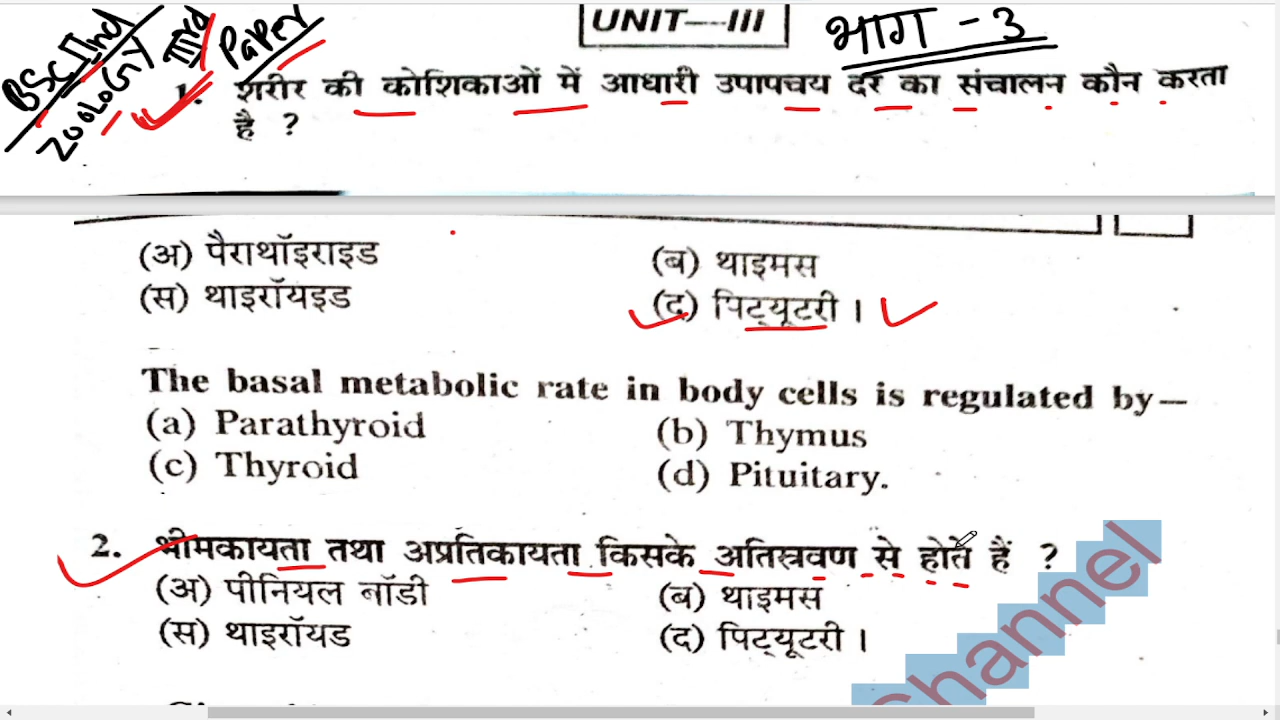 BSC IInd
ZOOLOGY IIIrd
Paper
UNIT—III
भाग - 3
1. शरीर की कोशिकाओं में आधारी उपापचय दर का संचालन कौन करता
है ?
(अ) पैराथॉइराइड (ब) थाइमस
(स) थाइरॉयइड (द) पिट्यूटरी ।
The basal metabolic rate in body cells is regulated by—
(a) Parathyroid (b) Thymus
(c) Thyroid (d) Pituitary.
2. भीमकायता तथा अप्रतिकायता किसके अतिस्रवण से होते हैं ?
(अ) पीनियल बॉडी (ब) थाइमस
(स) थाइरॉयड (द) पिट्यूटरी ।
Channel